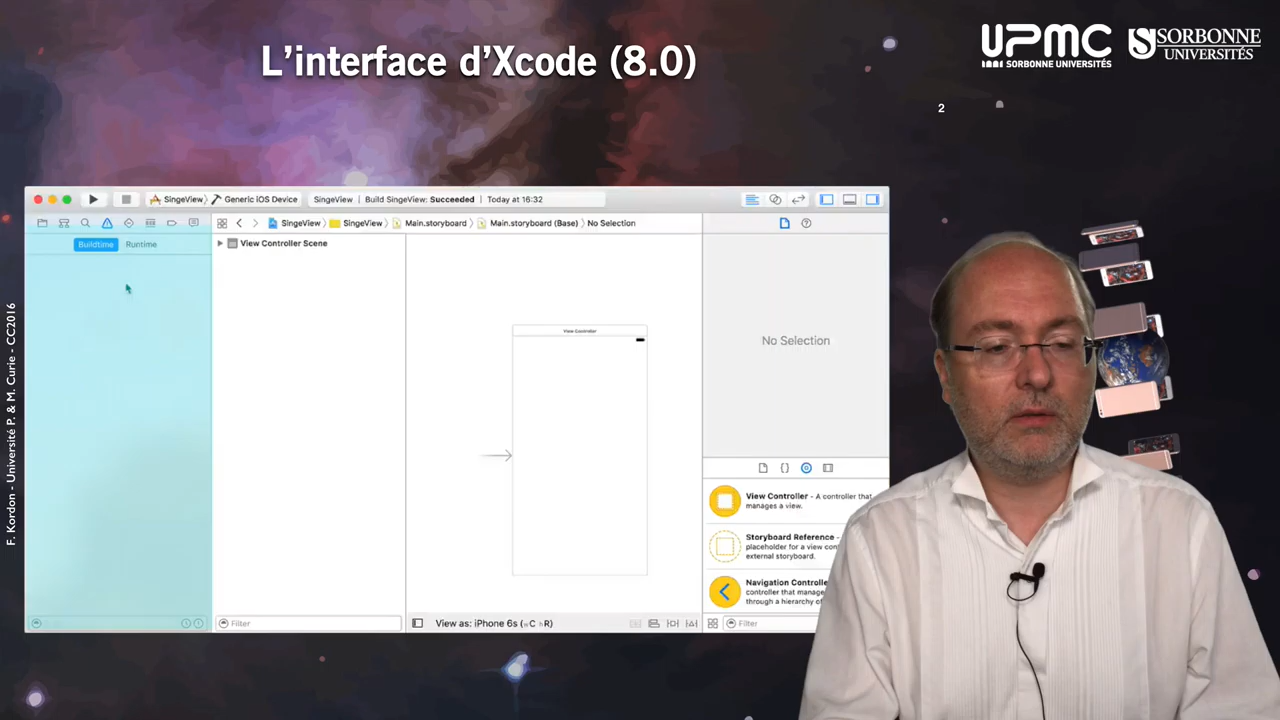 L'interface d'Xcode (8.0)
UPMC
SORBONNE UNIVERSITÉS
SORBONNE
UNIVERSITÉS
2
SingeView
Generic iOS Device
SingeView
Build SingeView: Succeeded
Today at 16:32
SingeView
SingeView
Main.storyboard
Main.storyboard (Base)
No Selection
Buildtime
Runtime
View Controller Scene
View Controller
No Selection
View Controller - A controller that
manages a view.
Storyboard Reference -
placeholder for a view con
external storyboard.
Navigation Controlle
controller that manage
through a hierarchy of
Filter
View as: iPhone 6s (wC hR)
Filter
F. Kordon - Université P. & M. Curie - CC2016